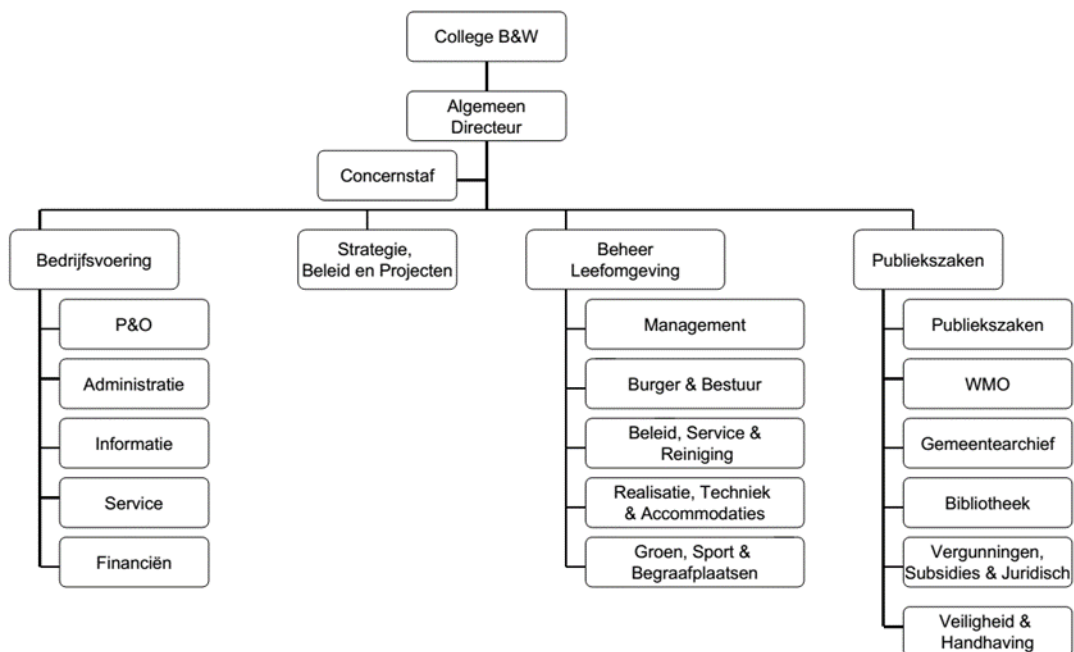 College B&W
Algemeen
Directeur
Concernstaf
Bedrijfsvoering
P&O
Administratie
Informatie
Service
Financiën
Strategie,
Beleid en Projecten
Beheer
Leefomgeving
Management
Burger & Bestuur
Beleid, Service &
Reiniging
Realisatie, Techniek
& Accommodaties
Groen, Sport &
Begraafplaatsen
Publiekszaken
Publiekszaken
WMO
Gemeentearchief
Bibliotheek
Vergunningen,
Subsidies & Juridisch
Veiligheid &
Handhaving